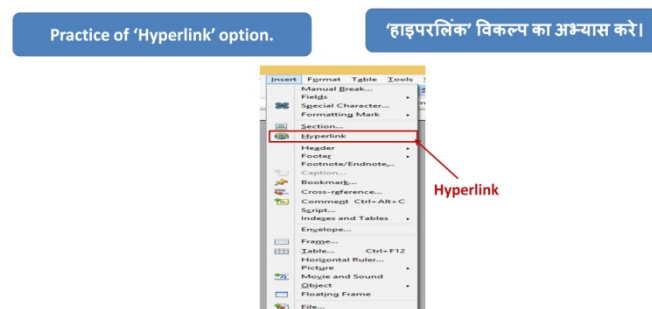 Practice of ‘Hyperlink’ option.
‘हाइपरलिंक’ विकल्प का अभ्यास करे।
Insert Format Table Tools
Manual Break...
Fields
Special Character...
Formatting Mark
Section...
Hyperlink
Header
Footer
Footnote/Endnote...
Caption...
Bookmark...
Cross-reference...
Comment Ctrl+Alt+C
Script...
Indexes and Tables
Envelope...
Frame...
Table... Ctrl+F12
Horizontal Ruler...
Picture
Movie and Sound
Object
Floating Frame
File...
Hyperlink